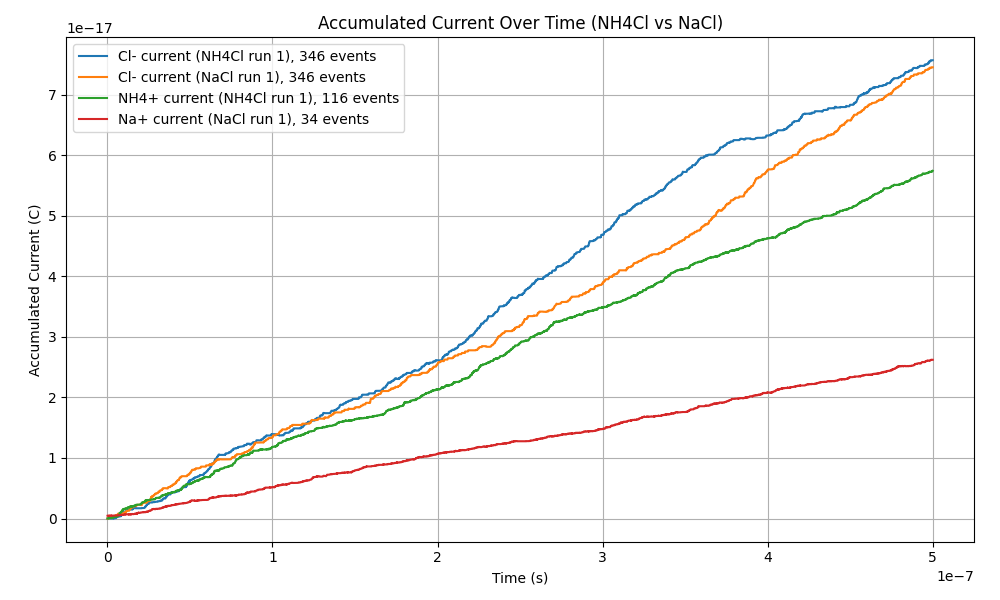 Accumulated Current Over Time (NH4Cl vs NaCl)
1e−17
Cl- current (NH4Cl run 1), 346 events
Cl- current (NaCl run 1), 346 events
NH4+ current (NH4Cl run 1), 116 events
Na+ current (NaCl run 1), 34 events
7
6
5
4
3
2
1
0
Accumulated Current (C)
0 1 2 3 4 5
Time (s)
1e−7